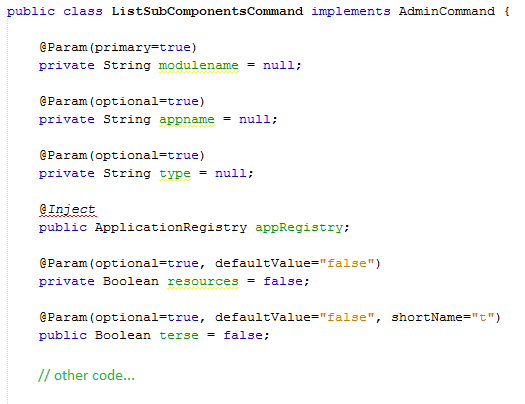 public class ListSubComponentsCommand implements AdminCommand {
@Param(primary=true)
private String modulename = null;
@Param(optional=true)
private String appname = null;
@Param(optional=true)
private String type = null;
@Inject
public ApplicationRegistry appRegistry;
@Param(optional=true, defaultValue="false")
private Boolean resources = false;
@Param(optional=true, defaultValue="false", shortName="t")
public Boolean terse = false;
// other code...